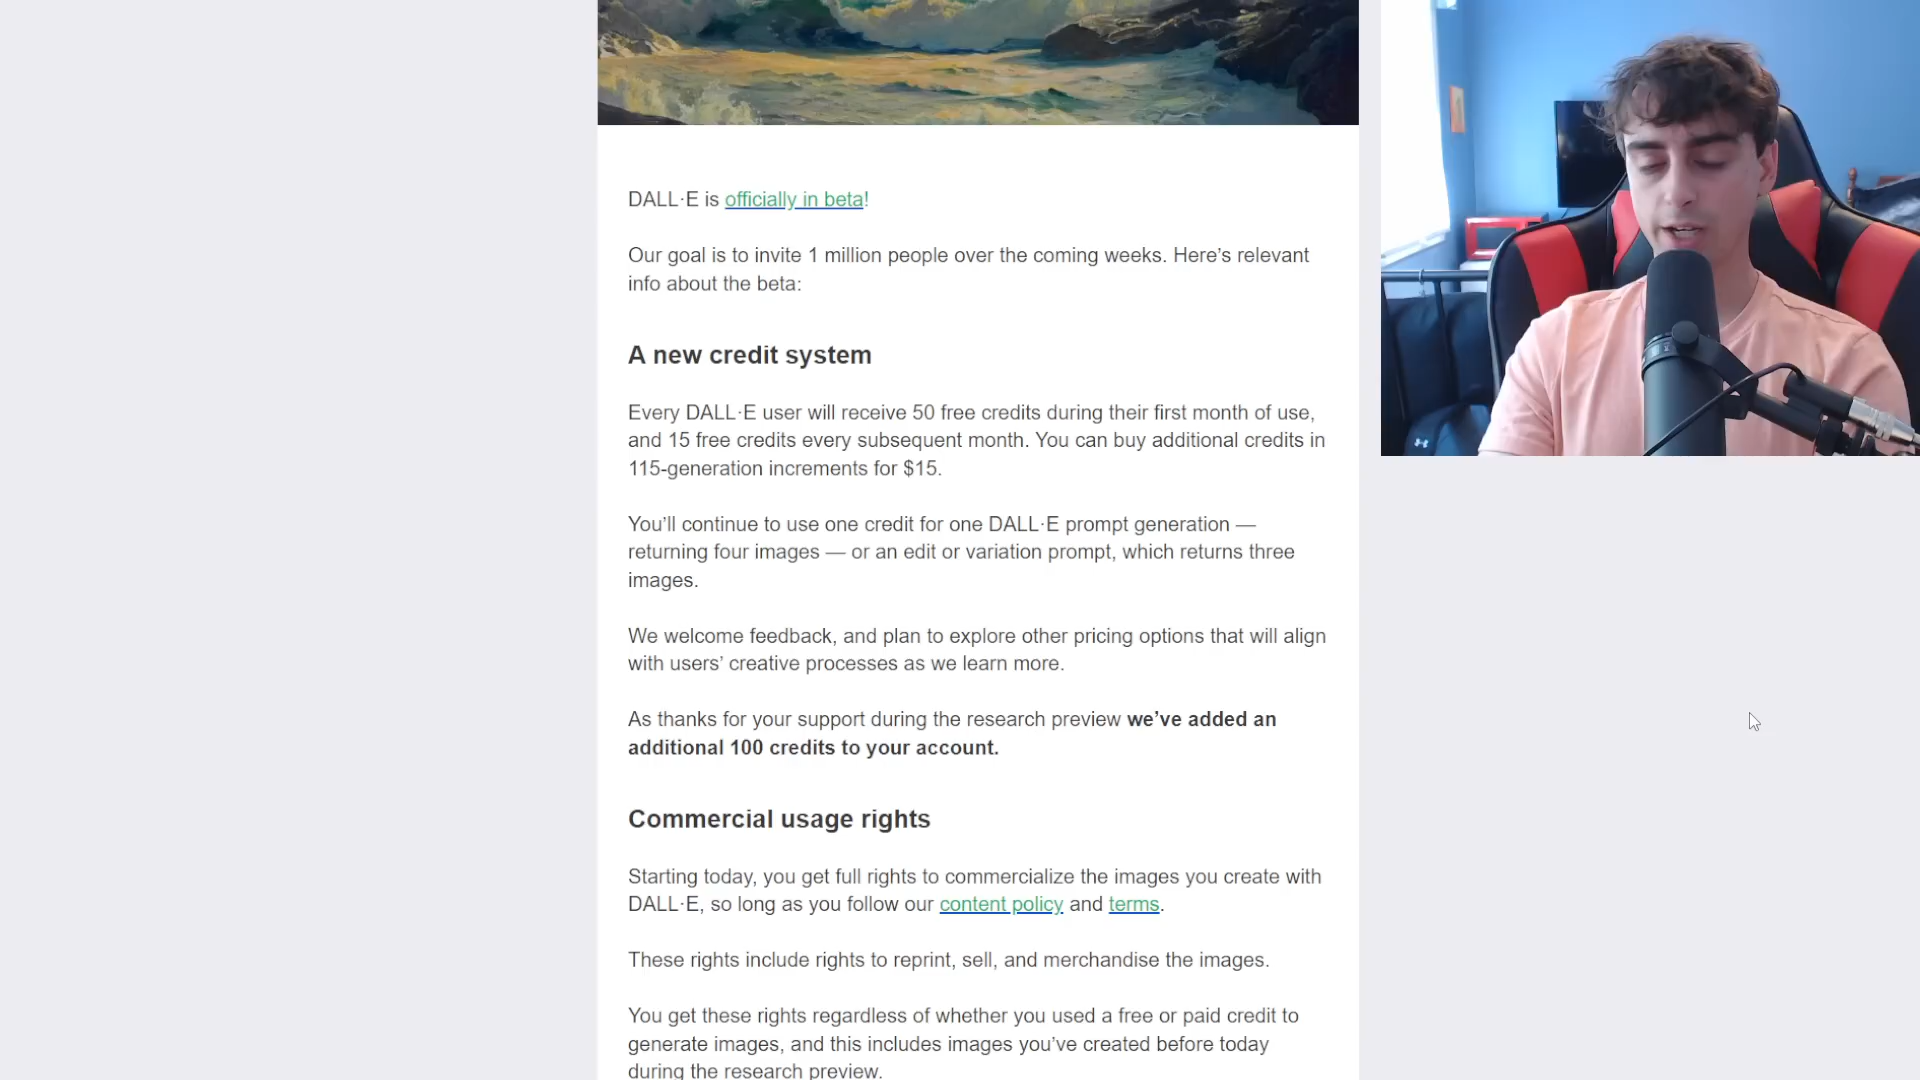 DALL·E is officially in beta!
Our goal is to invite 1 million people over the coming weeks. Here’s relevant
info about the beta:
A new credit system
Every DALL·E user will receive 50 free credits during their first month of use,
and 15 free credits every subsequent month. You can buy additional credits in
115-generation increments for $15.
You’ll continue to use one credit for one DALL·E prompt generation —
returning four images — or an edit or variation prompt, which returns three
images.
We welcome feedback, and plan to explore other pricing options that will align
with users’ creative processes as we learn more.
As thanks for your support during the research preview we’ve added an
additional 100 credits to your account.
Commercial usage rights
Starting today, you get full rights to commercialize the images you create with
DALL·E, so long as you follow our content policy and terms.
These rights include rights to reprint, sell, and merchandise the images.
You get these rights regardless of whether you used a free or paid credit to
generate images, and this includes images you’ve created before today
during the research preview.